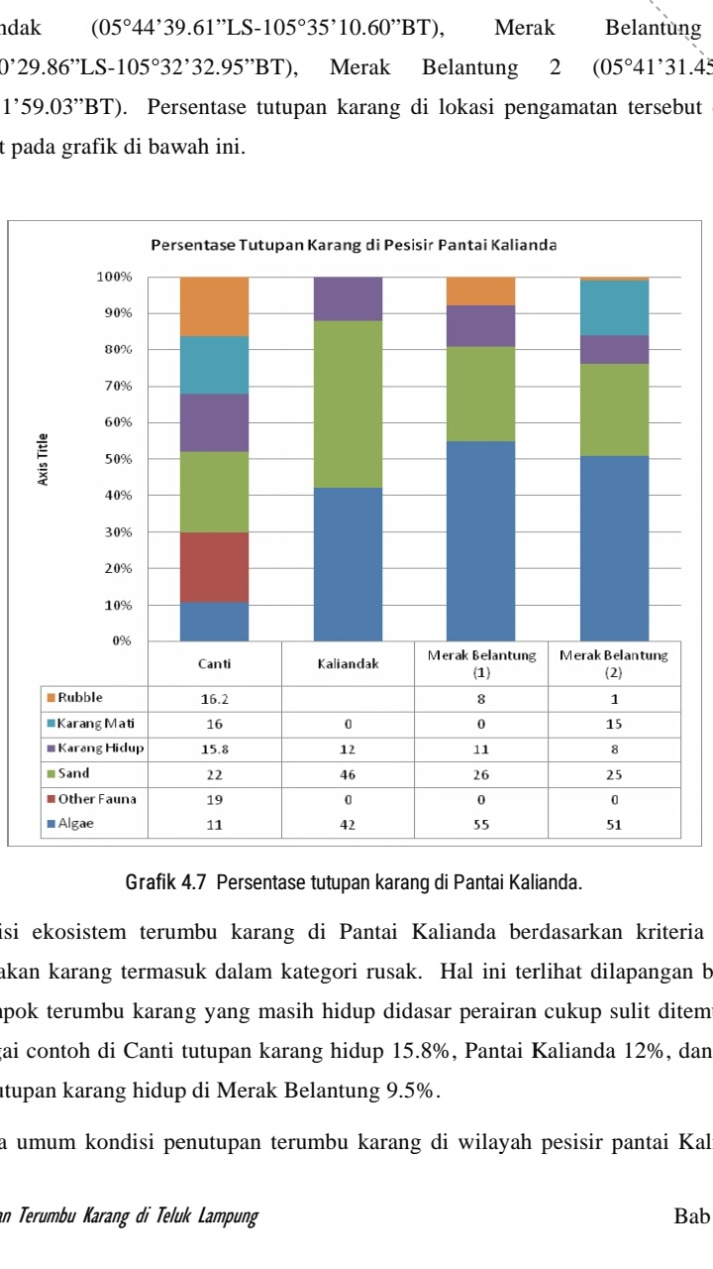 ndak (05°44’39.61”LS-105°35’10.60”BT), Merak Belantung
0’29.86”LS-105°32’32.95”BT), Merak Belantung 2 (05°41’31.45
1’59.03”BT). Persentase tutupan karang di lokasi pengamatan tersebut
t pada grafik di bawah ini.
Persentase Tutupan Karang di Pesisir Pantai Kalianda
Axis Title
100%
90%
80%
70%
60%
50%
40%
30%
20%
10%
0%
Canti Kaliandak Merak Belantung (1) Merak Belantung (2)
Rubble 16.2 8 1
Karang Mati 16 0 0 15
Karang Hidup 15.8 12 11 8
Sand 22 46 26 25
Other Fauna 19 0 0 0
Algae 11 42 55 51
Grafik 4.7 Persentase tutupan karang di Pantai Kalianda.
isi ekosistem terumbu karang di Pantai Kalianda berdasarkan kriteria
akan karang termasuk dalam kategori rusak. Hal ini terlihat dilapangan b
npok terumbu karang yang masih hidup didasar perairan cukup sulit ditem
gai contoh di Canti tutupan karang hidup 15.8%, Pantai Kalianda 12%, dan
utupan karang hidup di Merak Belantung 9.5%.
a umum kondisi penutupan terumbu karang di wilayah pesisir pantai Kal
an Terumbu Karang di Teluk Lampung
Bab